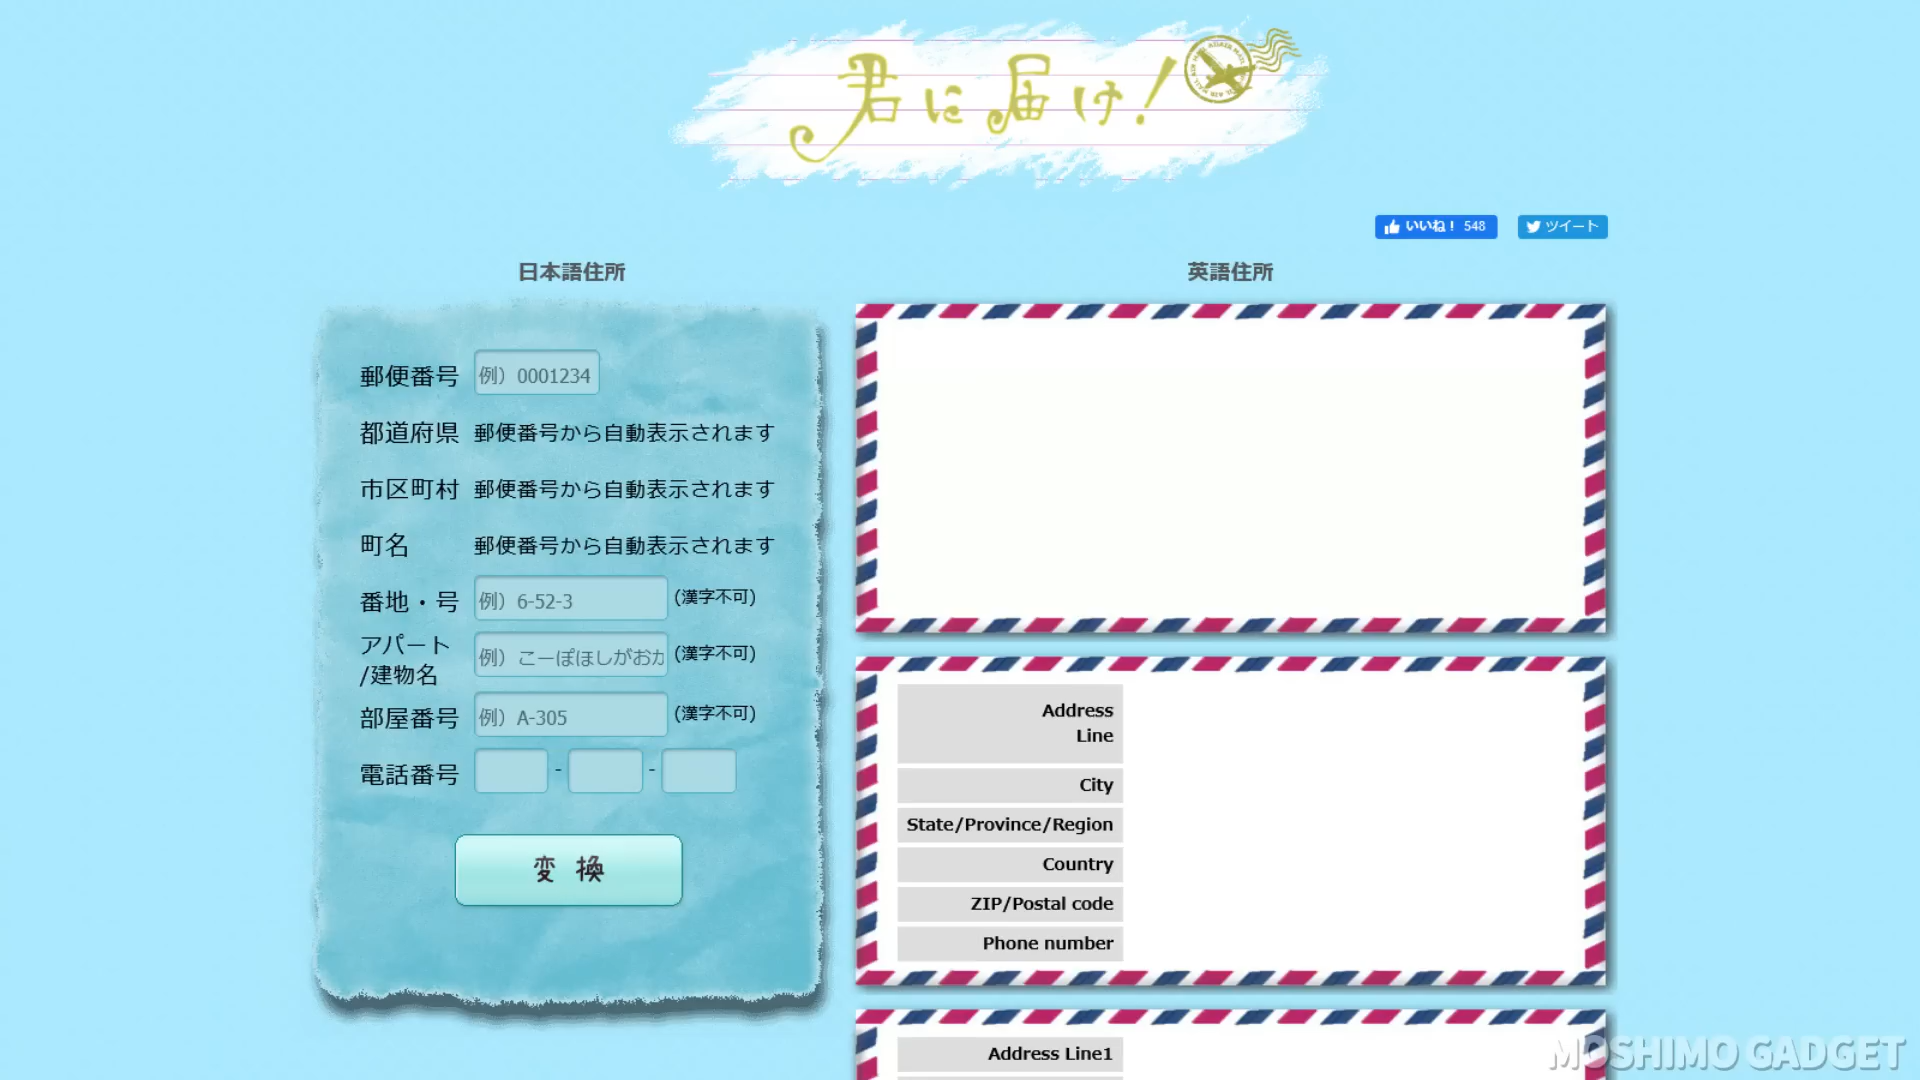 君に届け!
いいね! 548
ツイート
日本語住所
英語住所
郵便番号 例）0001234
都道府県 郵便番号から自動表示されます
市区町村 郵便番号から自動表示されます
町名 郵便番号から自動表示されます
番地・号 例）6-52-3 (漢字不可)
アパート
/建物名 例）こーぽほしがおか (漢字不可)
部屋番号 例）A-305 (漢字不可)
電話番号 - -
変 換
Address
Line
City
State/Province/Region
Country
ZIP/Postal code
Phone number
Address Line1
MOSHIMO GADGET